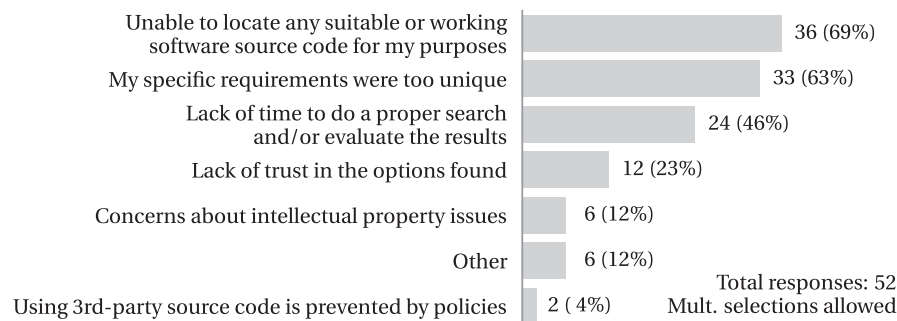 Unable to locate any suitable or working
software source code for my purposes
36 (69%)
My specific requirements were too unique
33 (63%)
Lack of time to do a proper search
and/or evaluate the results
24 (46%)
Lack of trust in the options found
12 (23%)
Concerns about intellectual property issues
6 (12%)
Other
6 (12%)
Using 3rd-party source code is prevented by policies
2 ( 4%)
Total responses: 52
Mult. selections allowed